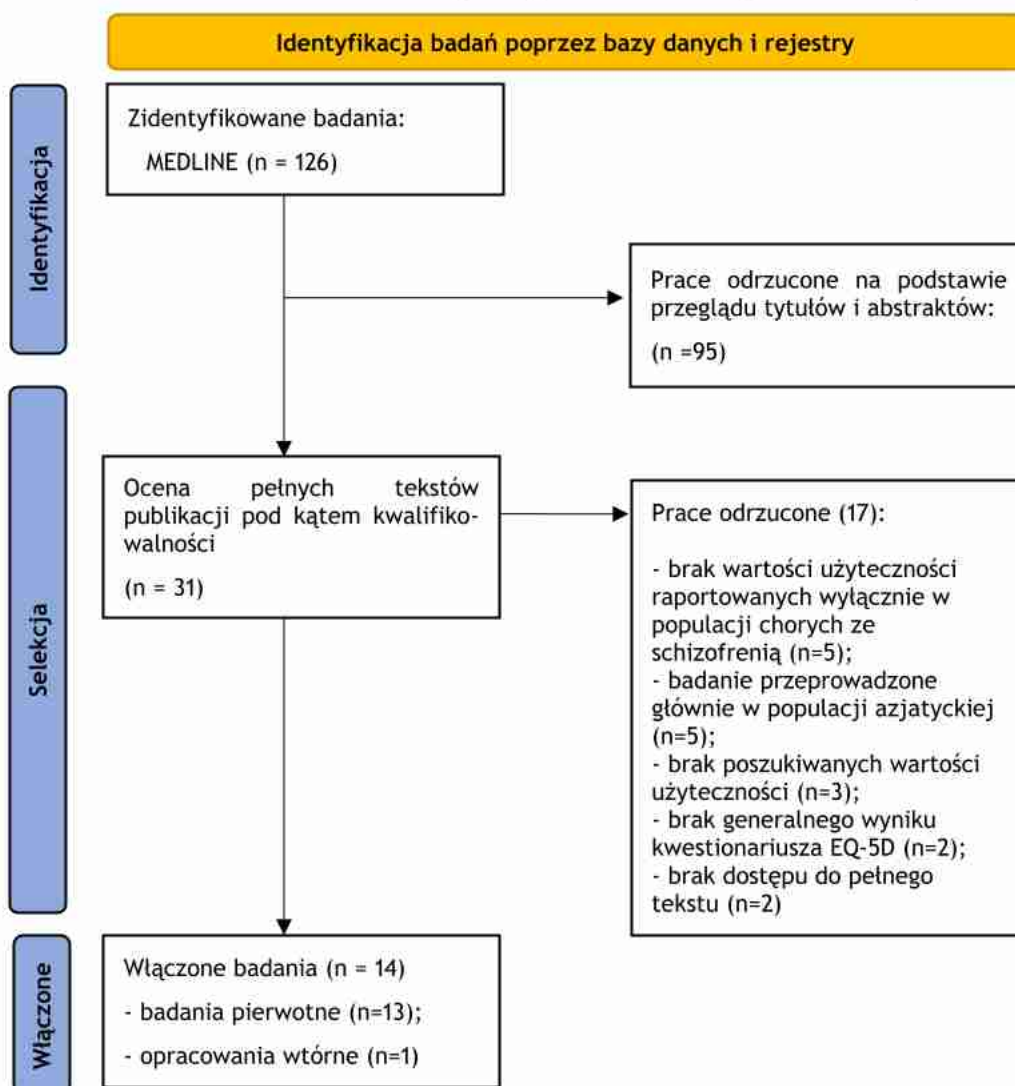 Identyfikacja badań poprzez bazy danych i rejestry
Identyfikacja
Zidentyfikowane badania:
MEDLINE (n = 126)
Prace odrzucone na podstawie
przeglądu tytułów i abstraktów:
(n =95)
Selekcja
Ocena pełnych tekstów
publikacji pod kątem kwalifiko-
walności
(n = 31)
Prace odrzucone (17):
- brak wartości użyteczności
raportowanych wyłącznie w
populacji chorych ze
schizofrenią (n=5);
- badanie przeprowadzone
głównie w populacji azjatyckiej
(n=5);
- brak poszukiwanych wartości
użyteczności (n=3);
- brak generalnego wyniku
kwestionariusza EQ-5D (n=2);
- brak dostępu do pełnego
tekstu (n=2)
Włączone
Włączone badania (n = 14)
- badania pierwotne (n=13);
- opracowania wtórne (n=1)